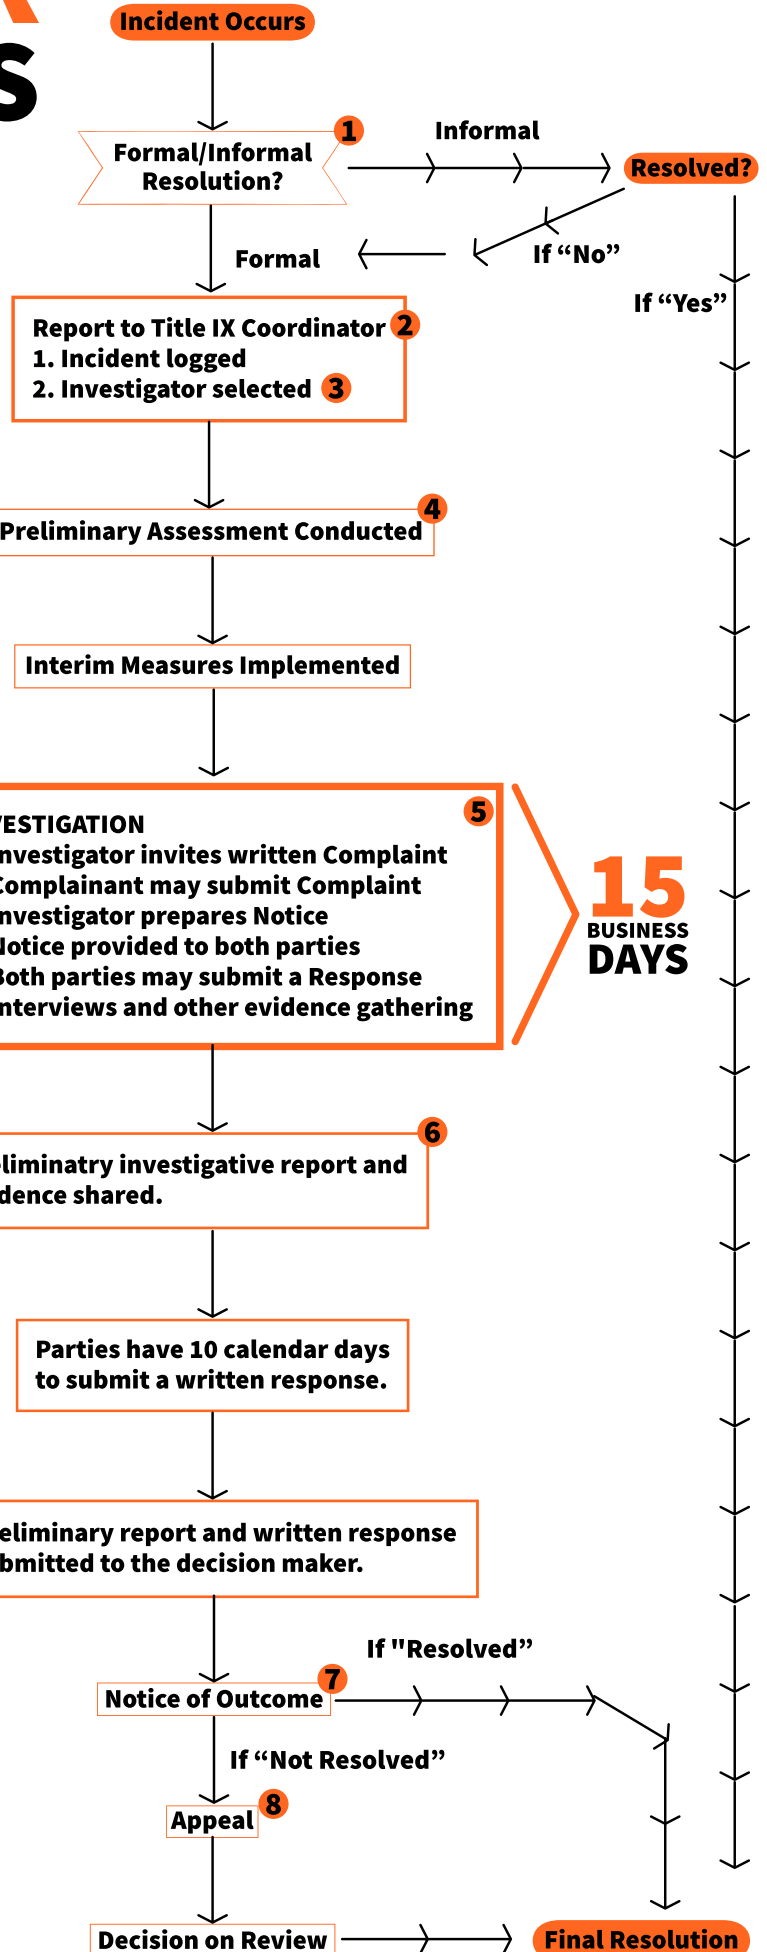 S
Incident Occurs
1
Formal/Informal
Resolution?
Informal
Resolved?
If “No”
Formal
If “Yes”
Report to Title IX Coordinator 2
1. Incident logged
2. Investigator selected 3
4
Preliminary Assessment Conducted
Interim Measures Implemented
5
VESTIGATION
nvestigator invites written Complaint
Complainant may submit Complaint
nvestigator prepares Notice
Notice provided to both parties
Both parties may submit a Response
nterviews and other evidence gathering
15
BUSINESS
DAYS
6
eliminatry investigative report and
dence shared.
Parties have 10 calendar days
to submit a written response.
eliminary report and written response
bmitted to the decision maker.
If "Resolved”
7
Notice of Outcome
If “Not Resolved”
8
Appeal
Decision on Review
Final Resolution